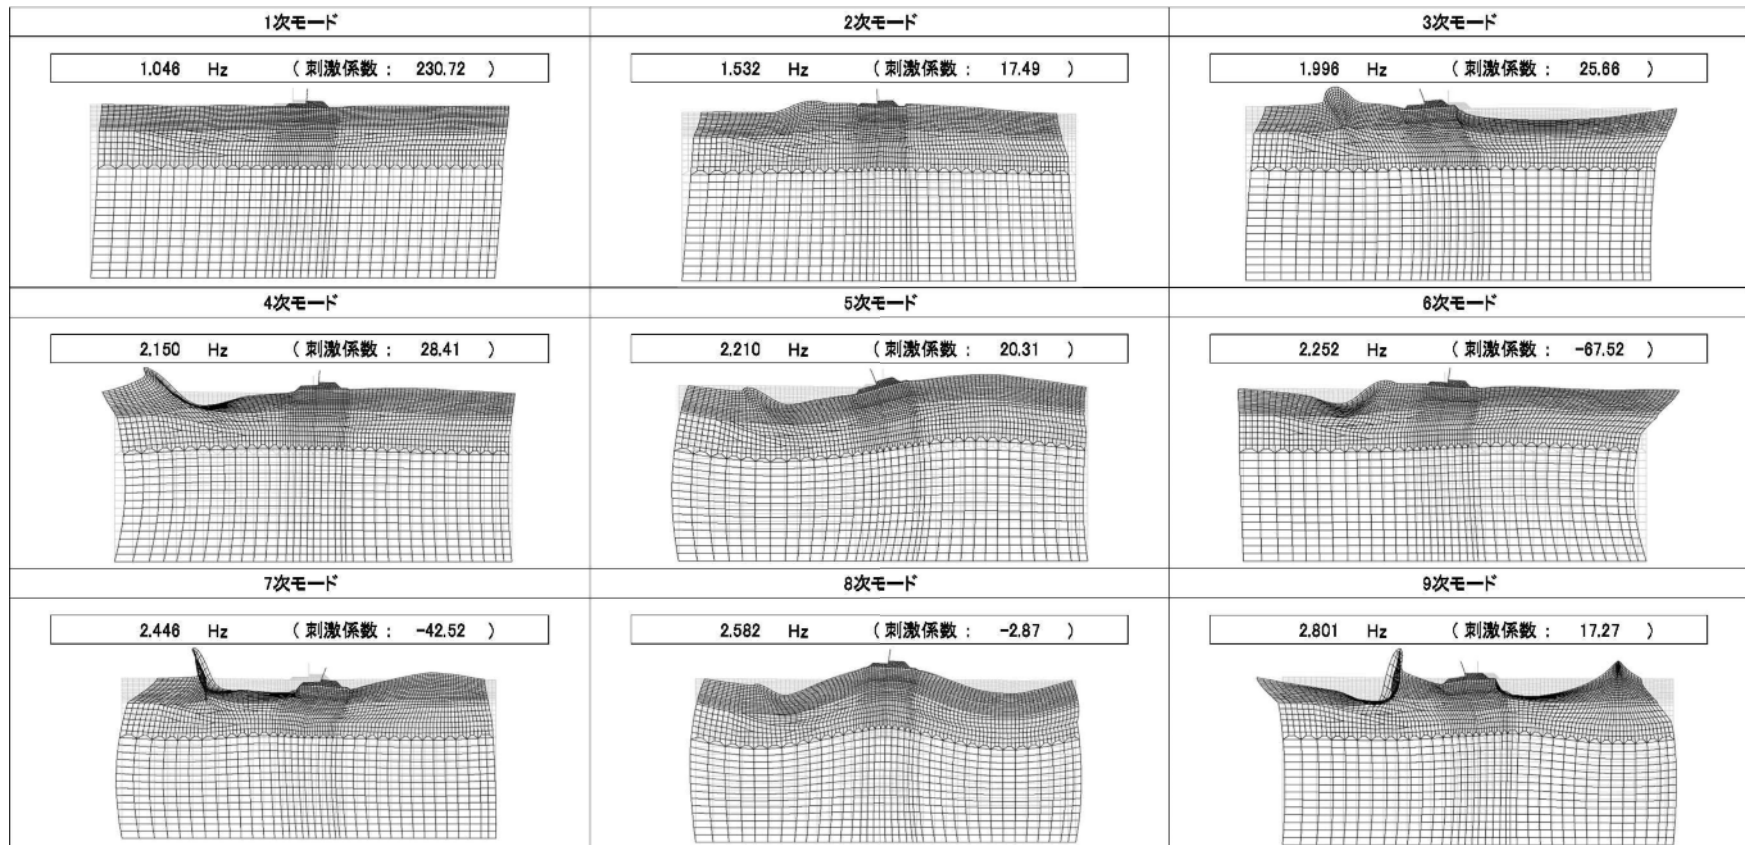 1次モード 2次モード 3次モード
1.046 Hz (刺激係数: 230.72) 1.532 Hz (刺激係数: 17.49) 1.996 Hz (刺激係数: 25.66)
4次モード 5次モード 6次モード
2.150 Hz (刺激係数: 28.41) 2.210 Hz (刺激係数: 20.31) 2.252 Hz (刺激係数: -67.52)
7次モード 8次モード 9次モード
2.446 Hz (刺激係数: -42.52) 2.582 Hz (刺激係数: -2.87) 2.801 Hz (刺激係数: 17.27)